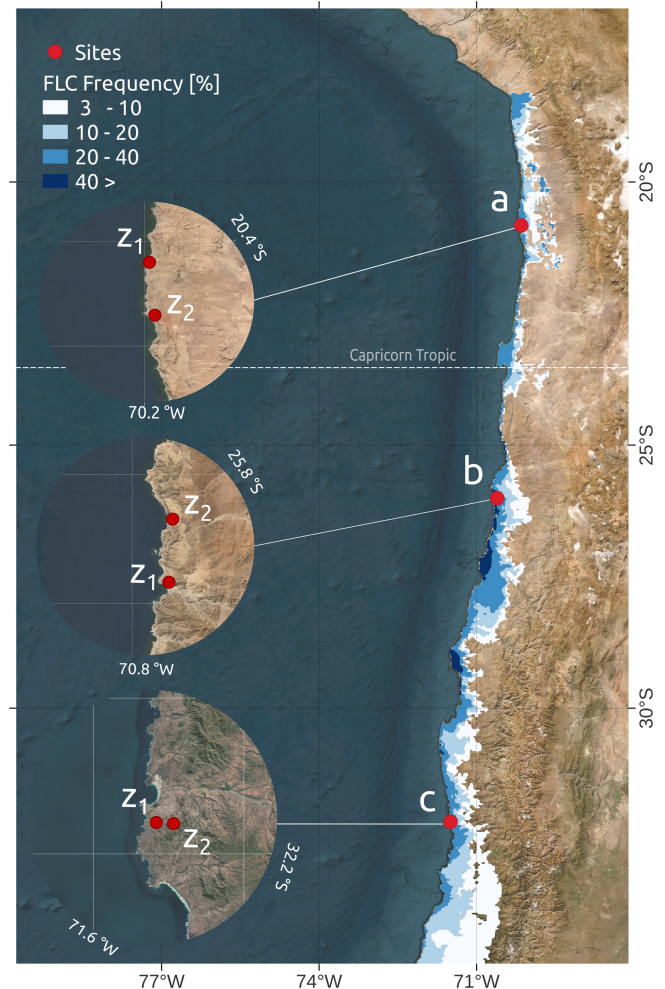 Sites
FLC Frequency [%]
3 - 10
10 - 20
20 - 40
40 >
a
20°S
z₁
z₂
20.4 °S
70.2 °W
Capricorn Tropic
25°S
b
z₂
z₁
25.8 °S
70.8 °W
30°S
c
z₁
z₂
32.2 °S
71.6 °W
77°W 74°W 71°W